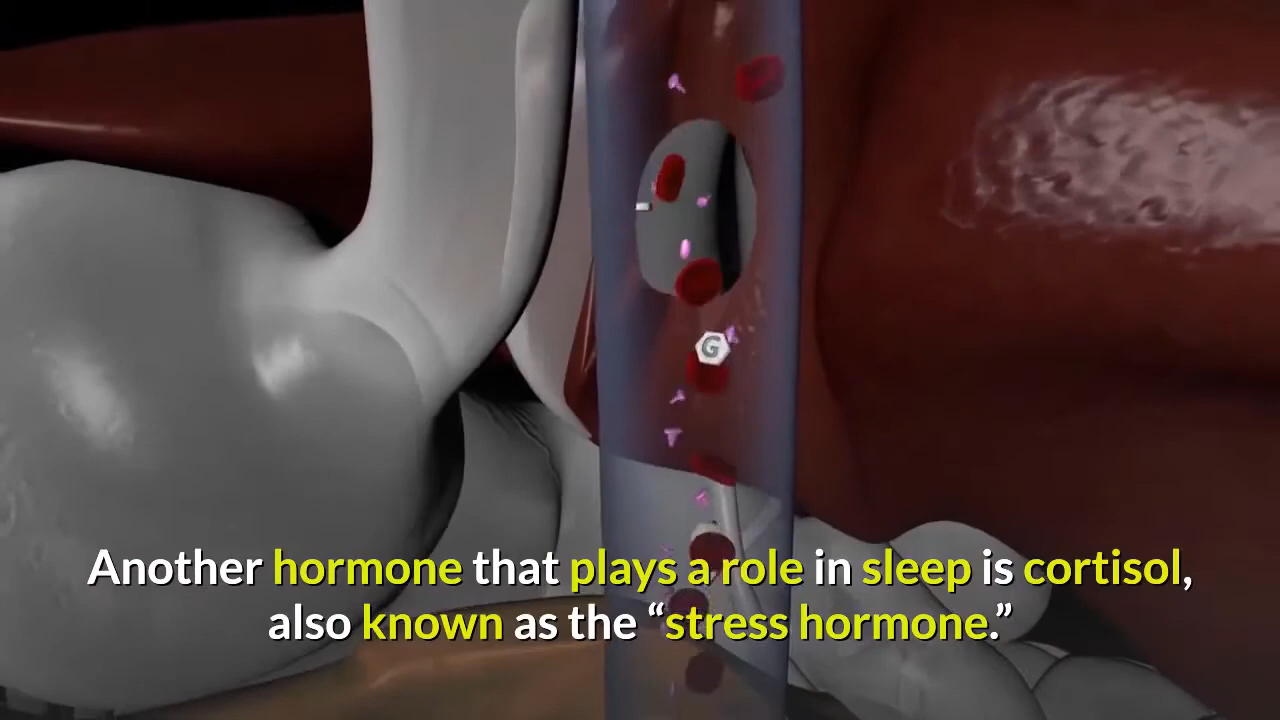 G
Another hormone that plays a role in sleep is cortisol,
also known as the “stress hormone.”